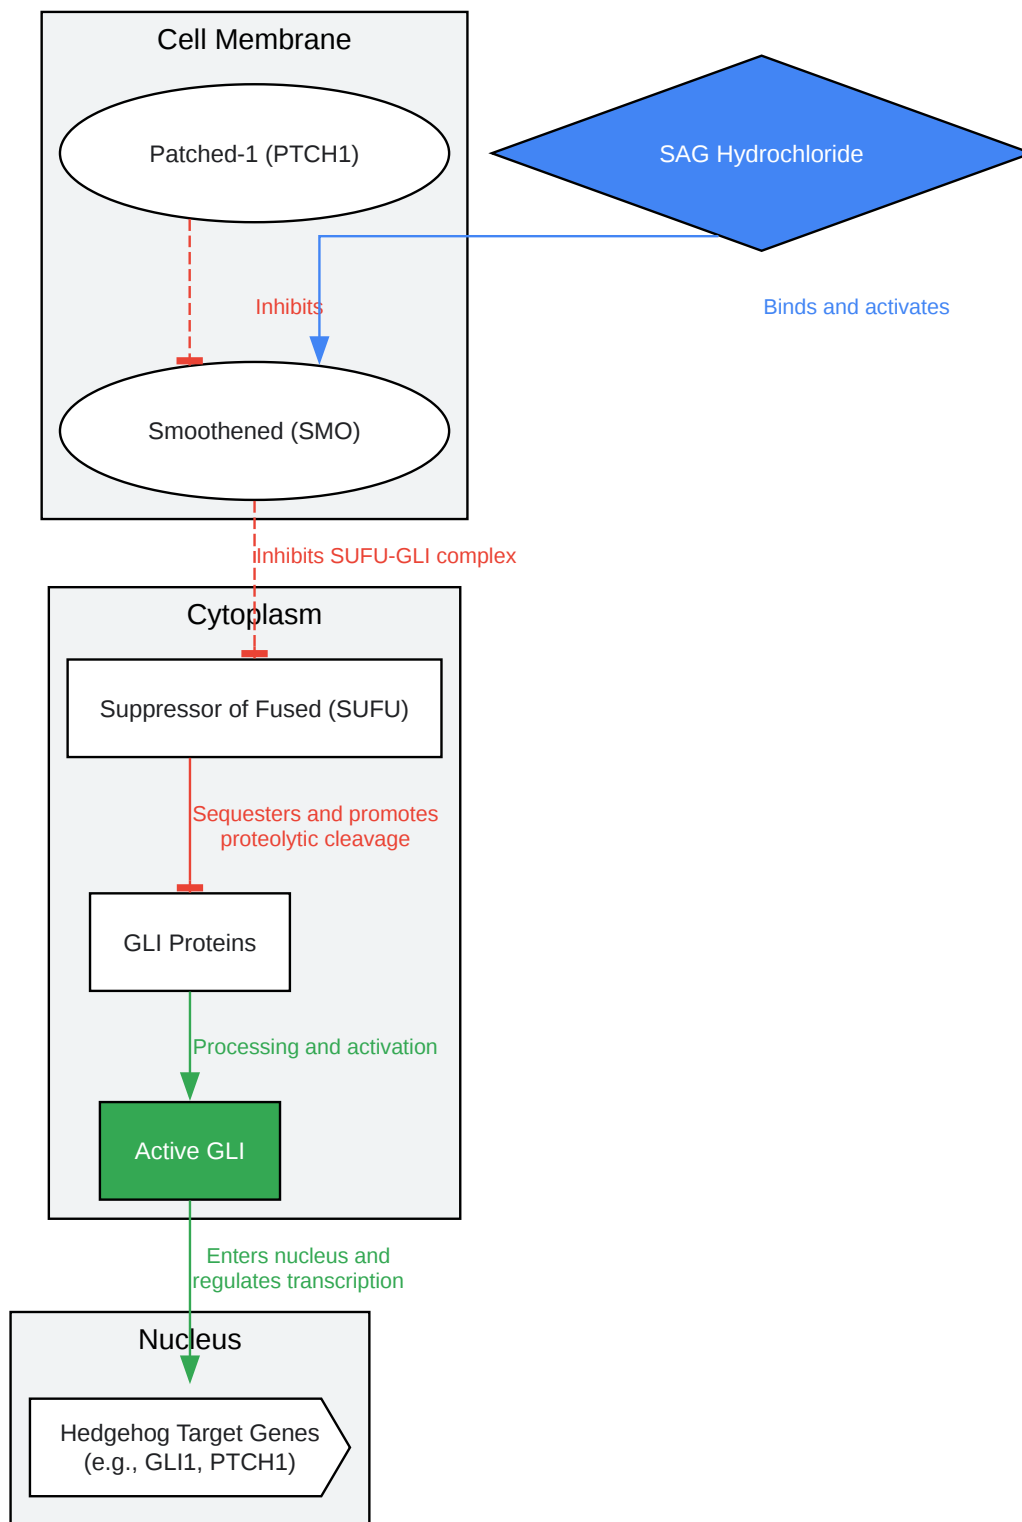 Cell Membrane
Patched-1 (PTCH1)
SAG Hydrochloride
Inhibits
Binds and activates
Smoothened (SMO)
Inhibits SUFU-GLI complex
Cytoplasm
Suppressor of Fused (SUFU)
Sequesters and promotes
proteolytic cleavage
GLI Proteins
Processing and activation
Active GLI
Enters nucleus and
regulates transcription
Nucleus
Hedgehog Target Genes
(e.g., GLI1, PTCH1)